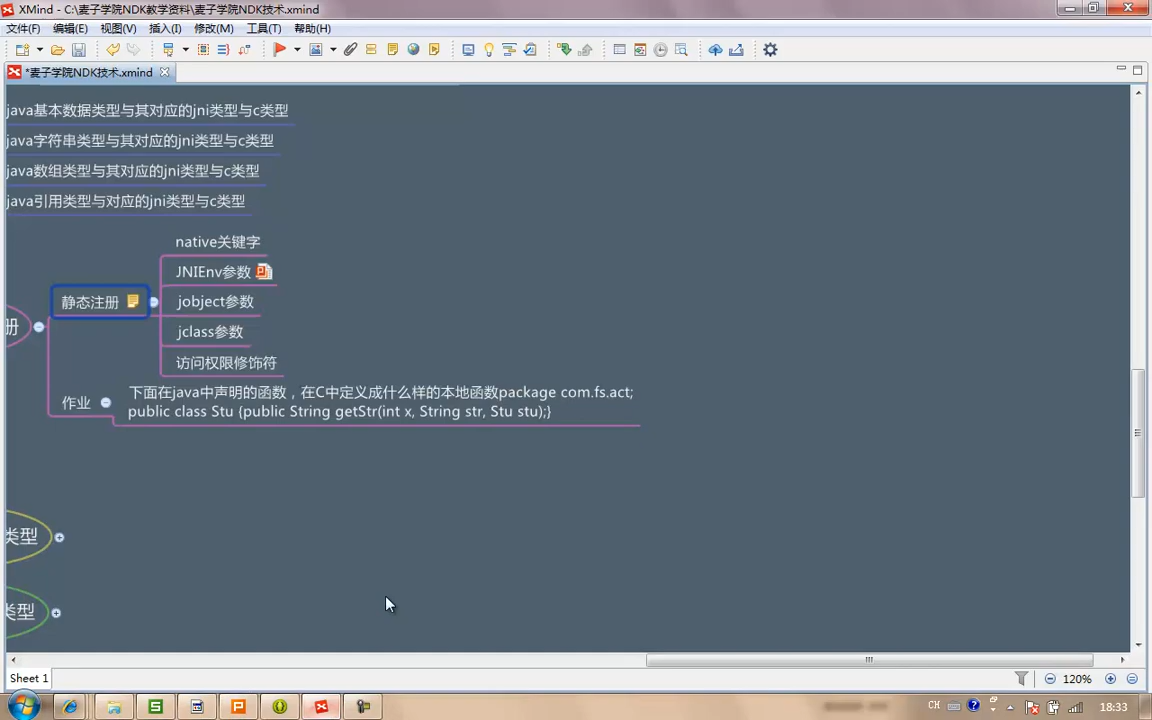 XMind - C:\麦子学院NDK教学资料\麦子学院NDK技术.xmind
文件(F) 编辑(E) 视图(V) 插入(I) 修改(M) 工具(T) 帮助(H)
*麦子学院NDK技术.xmind
java基本数据类型与其对应的jni类型与c类型
java字符串类型与其对应的jni类型与c类型
java数组类型与其对应的jni类型与c类型
java引用类型与对应的jni类型与c类型
native关键字
JNIEnv参数
静态注册
jobject参数
册
jclass参数
访问权限修饰符
作业
下面在java中声明的函数，在C中定义成什么样的本地函数package com.fs.act;
public class Stu {public String getStr(int x, String str, Stu stu);}
类型
类型
Sheet 1
120%
CH
18:33